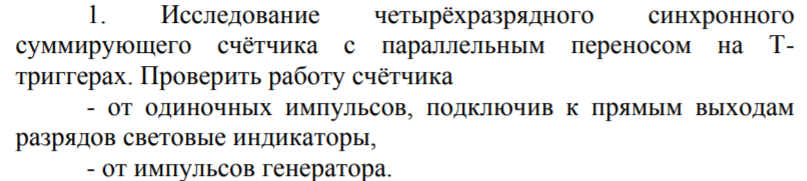 1. Исследование четырёхразрядного синхронного
суммирующего счётчика с параллельным переносом на Т-
триггерах. Проверить работу счётчика
- от одиночных импульсов, подключив к прямым выходам
разрядов световые индикаторы,
- от импульсов генератора.